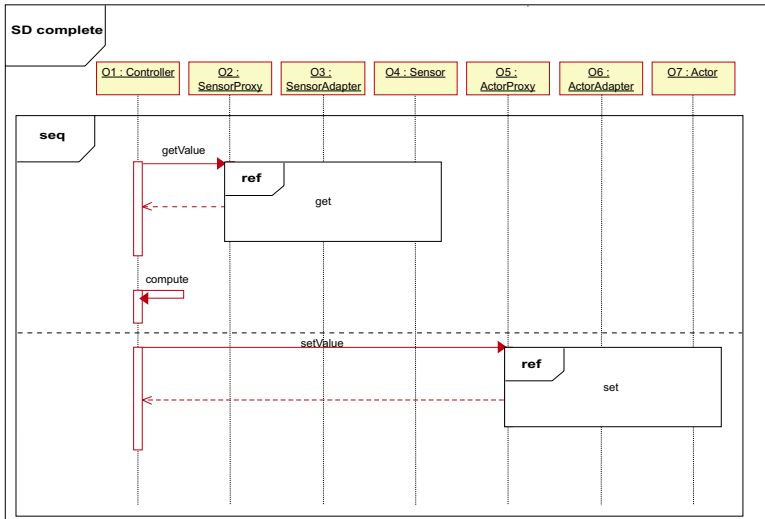 SD complete
O1 : Controller
O2 :
SensorProxy
O3 :
SensorAdapter
O4 : Sensor
O5 :
ActorProxy
O6 :
ActorAdapter
O7 : Actor
seq
getValue
ref
get
compute
setValue
ref
set